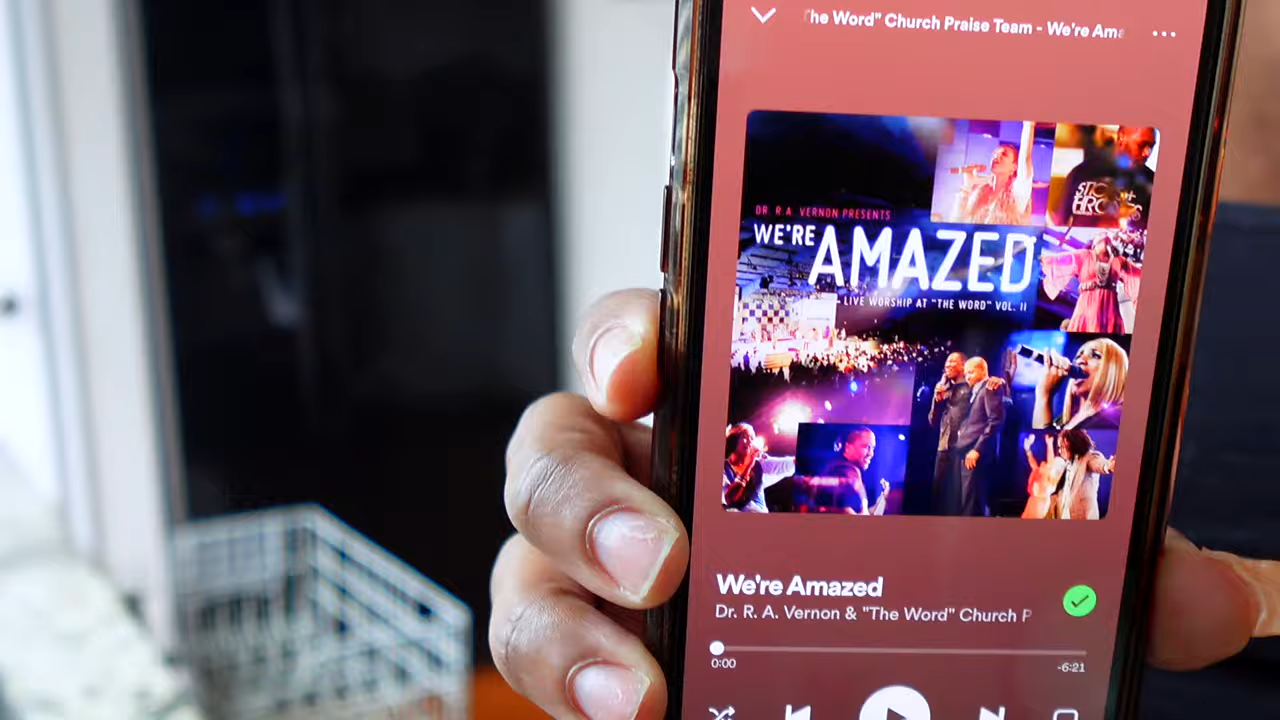 he Word" Church Praise Team - We're Am
DR. R. A. VERNON PRESENTS
WE'RE AMAZED
LIVE WORSHIP AT "THE WORD" VOL. II
We're Amazed
Dr. R. A. Vernon & "The Word" Church P
0:00
-6:21